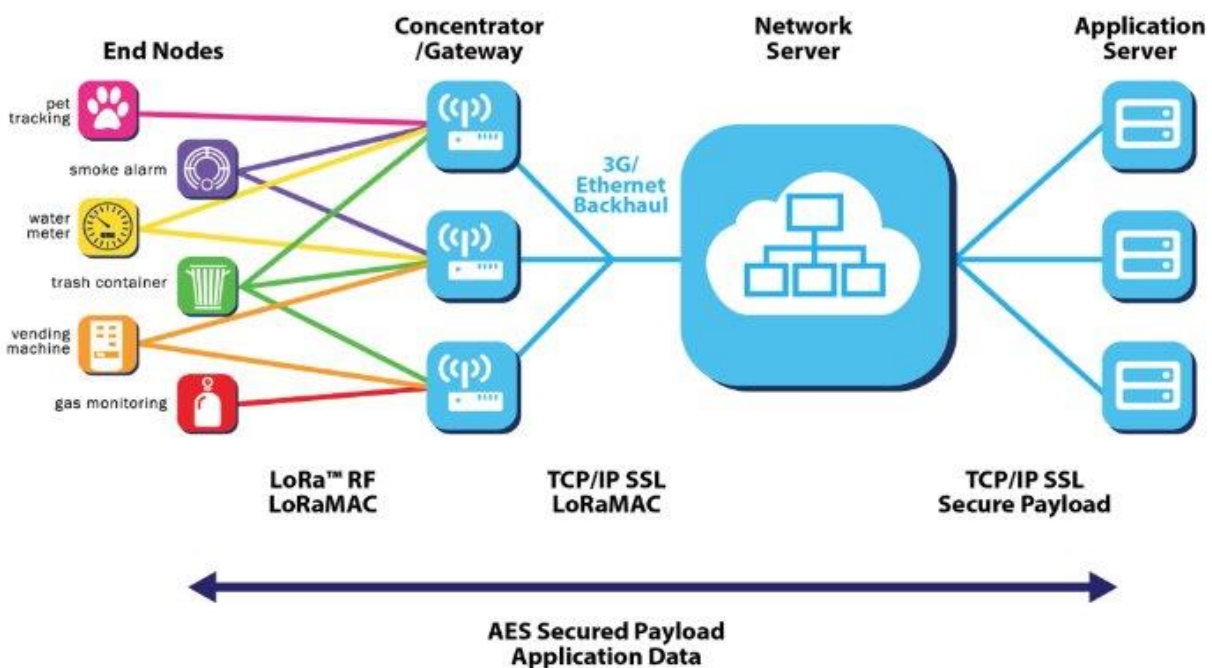 End Nodes
Concentrator
/Gateway
Network
Server
Application
Server
pet
tracking
smoke alarm
water
meter
trash container
vending
machine
gas monitoring
3G/
Ethernet
Backhaul
LoRa™ RF
LoRaMAC
TCP/IP SSL
LoRaMAC
TCP/IP SSL
Secure Payload
AES Secured Payload
Application Data